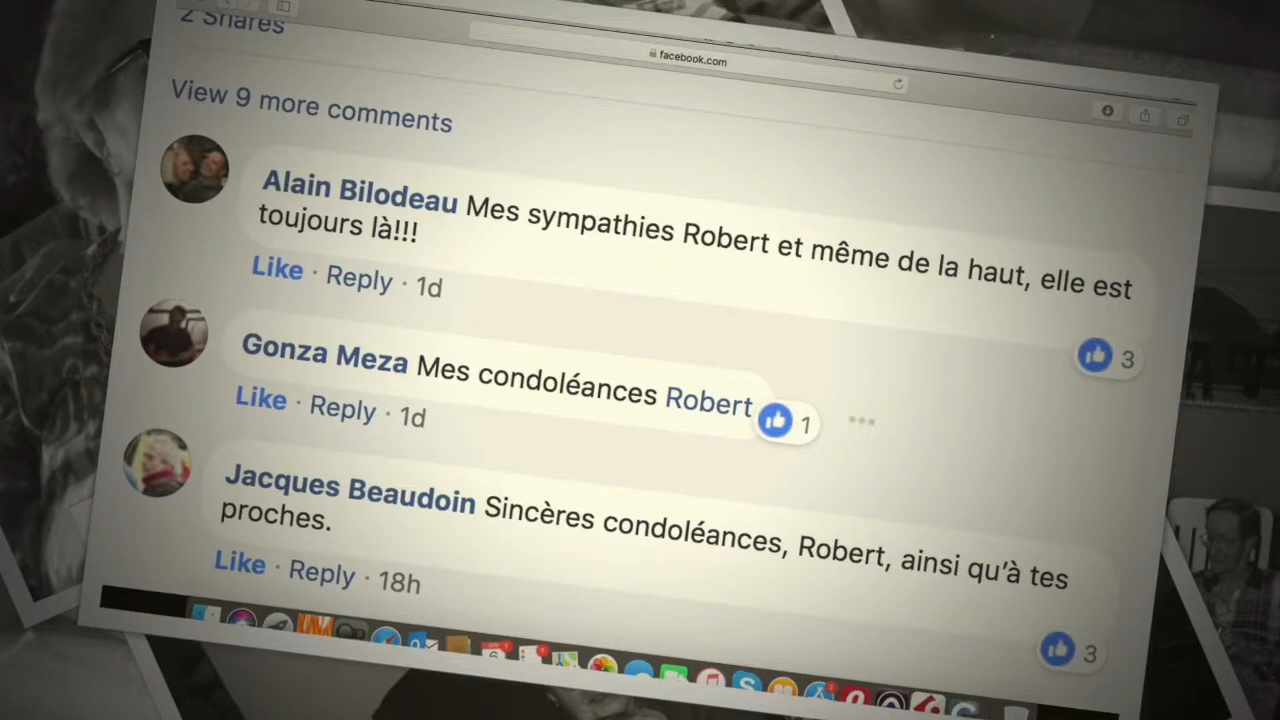 2 Shares
facebook.com
View 9 more comments
Alain Bilodeau Mes sympathies Robert et même de la haut, elle est
toujours là!!!
Like · Reply · 1d
3
Gonza Meza Mes condoléances Robert
1
Like · Reply · 1d
Jacques Beaudoin Sincères condoléances, Robert, ainsi qu'à tes
proches.
Like · Reply · 18h
3